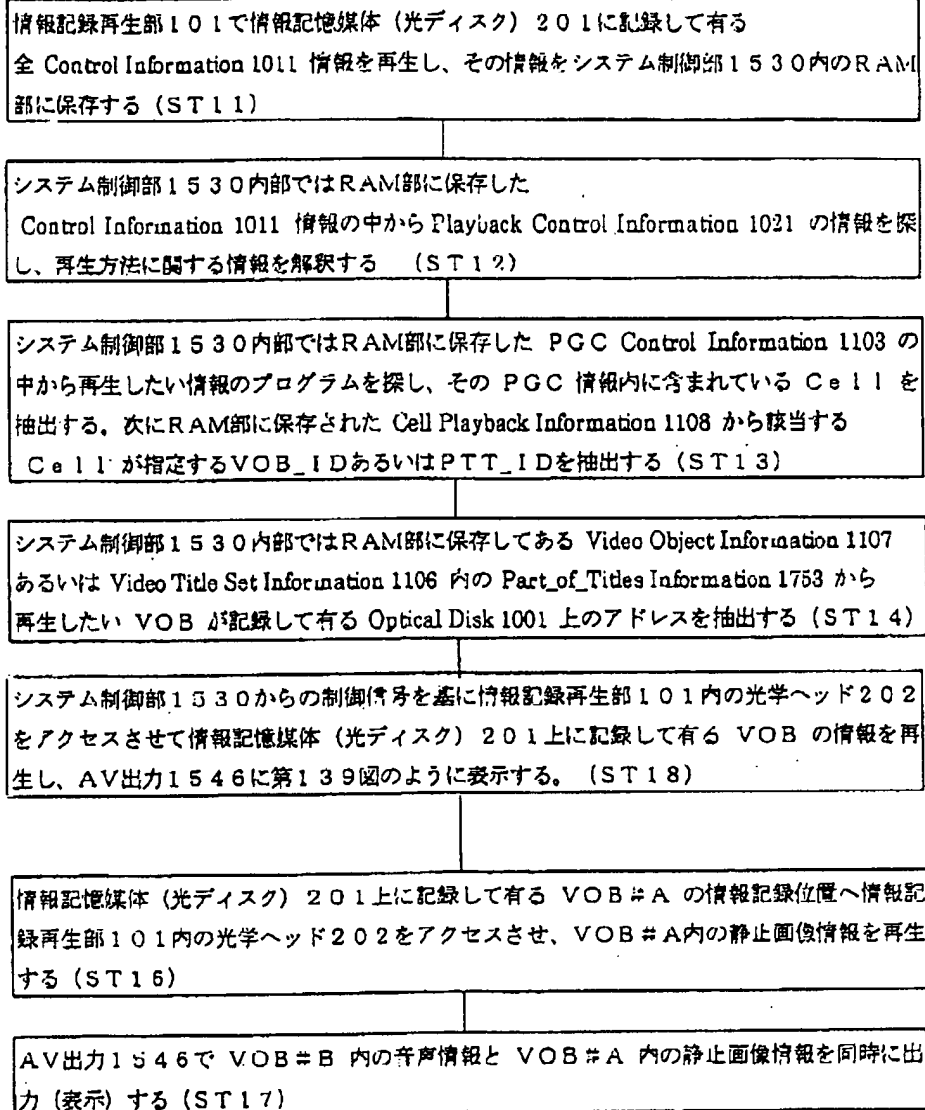 情報記録再生部101で情報記憶媒体(光ディスク)201に記録して有る
全 Control Information 1011 情報を再生し、その情報をシステム制御部1530内のRAM
部に保存する(ST11)
システム制御部1530内部ではRAM部に保存した
Control Information 1011 情報の中から Playback Control Information 1021 の情報を探
し、再生方法に関する情報を解釈する (ST12)
システム制御部1530内部ではRAM部に保存した PGC Control Information 1103 の
中から再生したい情報のプログラムを探し、その PGC 情報内に含まれている Cell を
抽出する。次にRAM部に保存された Cell Playback Information 1108 から該当する
Cell が指定するVOB_IDあるいはPTT_IDを抽出する(ST13)
システム制御部1530内部ではRAM部に保存してある Video Object Information 1107
あるいは Video Title Set Information 1106 内の Part_of_Titles Information 1753 から
再生したい VOB が記録して有る Optical Disk 1001 上のアドレスを抽出する(ST14)
システム制御部1530からの制御信号を基に情報記録再生部101内の光学ヘッド202
をアクセスさせて情報記憶媒体(光ディスク)201上に記録して有る VOB の情報を再
生し、AV出力1546に第139図のように表示する。(ST18)
情報記憶媒体(光ディスク)201上に記録して有る VOB#A の情報記録位置へ情報記
録再生部101内の光学ヘッド202をアクセスさせ、VOB#A内の静止画像情報を再生
する(ST16)
AV出力1546で VOB#B 内の音声情報と VOB#A 内の静止画像情報を同時に出
力(表示)する(ST17)